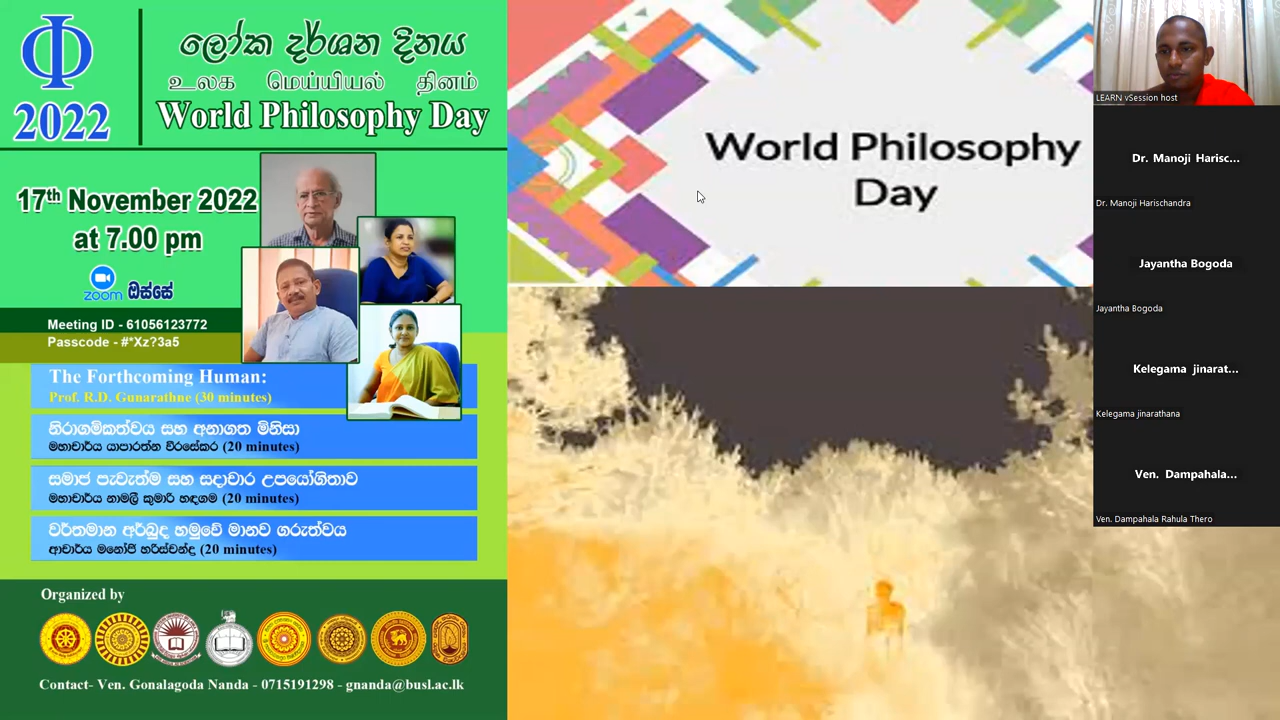 Φ
2022
ලෝක දර්ශන දිනය
உலக மெய்யியல் தினம்
World Philosophy Day
17th November 2022
at 7.00 pm
zoom ඔස්සේ
Meeting ID - 61056123772
Passcode - #*Xz?3a5
The Forthcoming Human:
Prof. R.D. Gunarathne (30 minutes)
නිරාගමිකත්වය සහ අනාගත මිනිසා
මහාචාර්ය යාපාරත්න වීරසේකර (20 minutes)
සමාජ පැවැත්ම සහ සදාචාර උපයෝගිතාව
මහාචාර්ය නාමලී කුමාරි හඳගම (20 minutes)
වර්තමාන අර්බුද හමුවේ මානව ගරුත්වය
ආචාර්ය මනෝජි හරිස්චන්ද්‍ර (20 minutes)
Organized by
Contact- Ven. Gonalagoda Nanda - 0715191298 - gnanda@busl.ac.lk
World Philosophy
Day
LEARN vSession host
Dr. Manoji Harisc...
Dr. Manoji Harischandra
Jayantha Bogoda
Jayantha Bogoda
Kelegama jinarat...
Kelegama jinarathana
Ven. Dampahala...
Ven. Dampahala Rahula Thero